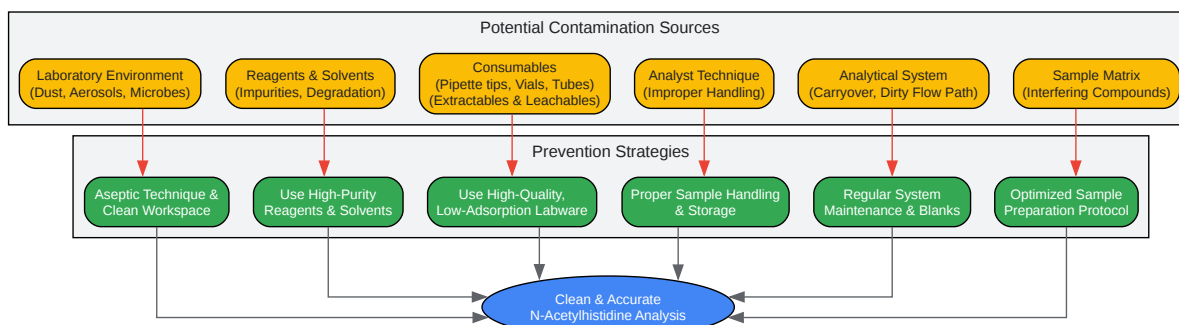 Potential Contamination Sources
Laboratory Environment
(Dust, Aerosols, Microbes)
Reagents & Solvents
(Impurities, Degradation)
Consumables
(Pipette tips, Vials, Tubes)
(Extractables & Leachables)
Analyst Technique
(Improper Handling)
Analytical System
(Carryover, Dirty Flow Path)
Sample Matrix
(Interfering Compounds)
Prevention Strategies
Aseptic Technique &
Clean Workspace
Use High-Purity
Reagents & Solvents
Use High-Quality,
Low-Adsorption Labware
Proper Sample Handling
& Storage
Regular System
Maintenance & Blanks
Optimized Sample
Preparation Protocol
Clean & Accurate
N-Acetylhistidine Analysis